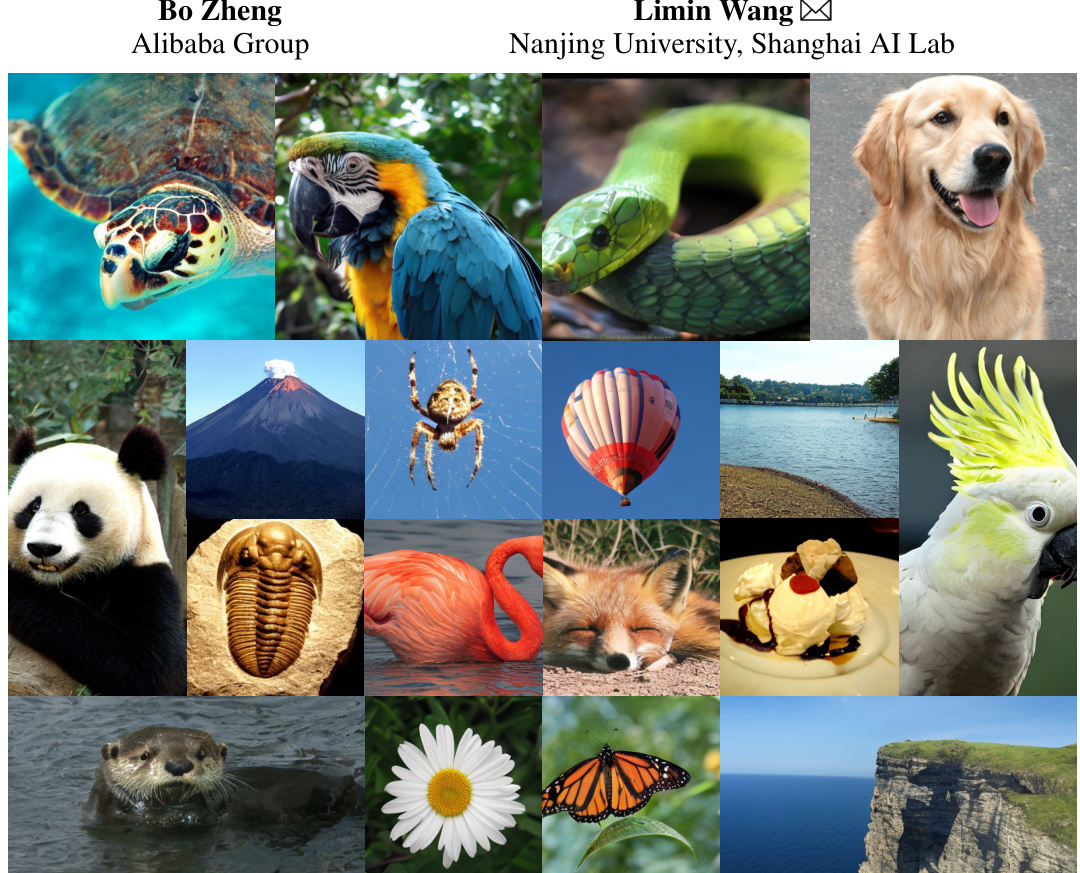 Bo Zheng
Limin Wang ✉
Alibaba Group
Nanjing University, Shanghai AI Lab